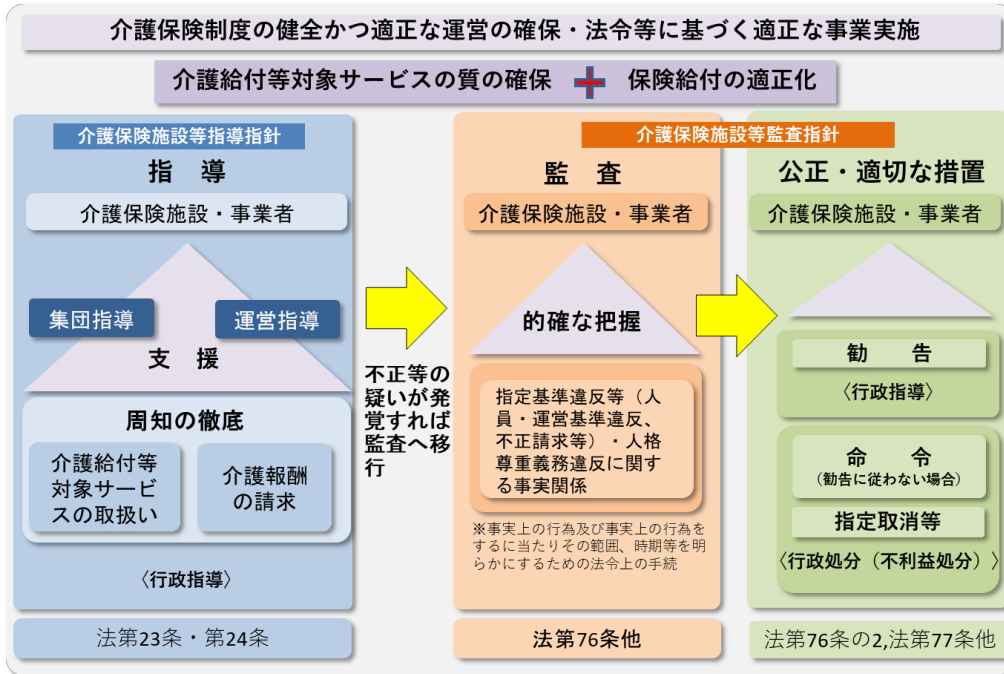 介護保険制度の健全かつ適正な運営の確保・法令等に基づく適正な事業実施
介護給付等対象サービスの質の確保 + 保険給付の適正化
介護保険施設等指導指針
指 導
介護保険施設・事業者
集団指導
運営指導
支 援
周知の徹底
介護給付等
対象サービ
スの取扱い
介護報酬
の請求
〈行政指導〉
法第23条・第24条
不正等の
疑いが発
覚すれば
監査へ移
行
介護保険施設等監査指針
監 査
介護保険施設・事業者
的確な把握
指定基準違反等（人
員・運営基準違反、
不正請求等）・人格
尊重義務違反に関す
る事実関係
※事実上の行為及び事実上の行為を
するに当たりその範囲、時期等を明
らかにするための法令上の手続
法第76条他
公正・適切な措置
介護保険施設・事業者
勧 告
〈行政指導〉
命 令
(勧告に従わない場合)
指定取消等
〈行政処分（不利益処分）〉
法第76条の2,法第77条他